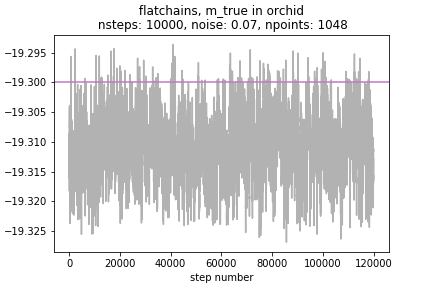 flatchains, m_true in orchid
nsteps: 10000, noise: 0.07, npoints: 1048
−19.295
−19.300
−19.305
−19.310
−19.315
−19.320
−19.325
0 20000 40000 60000 80000 100000 120000
step number